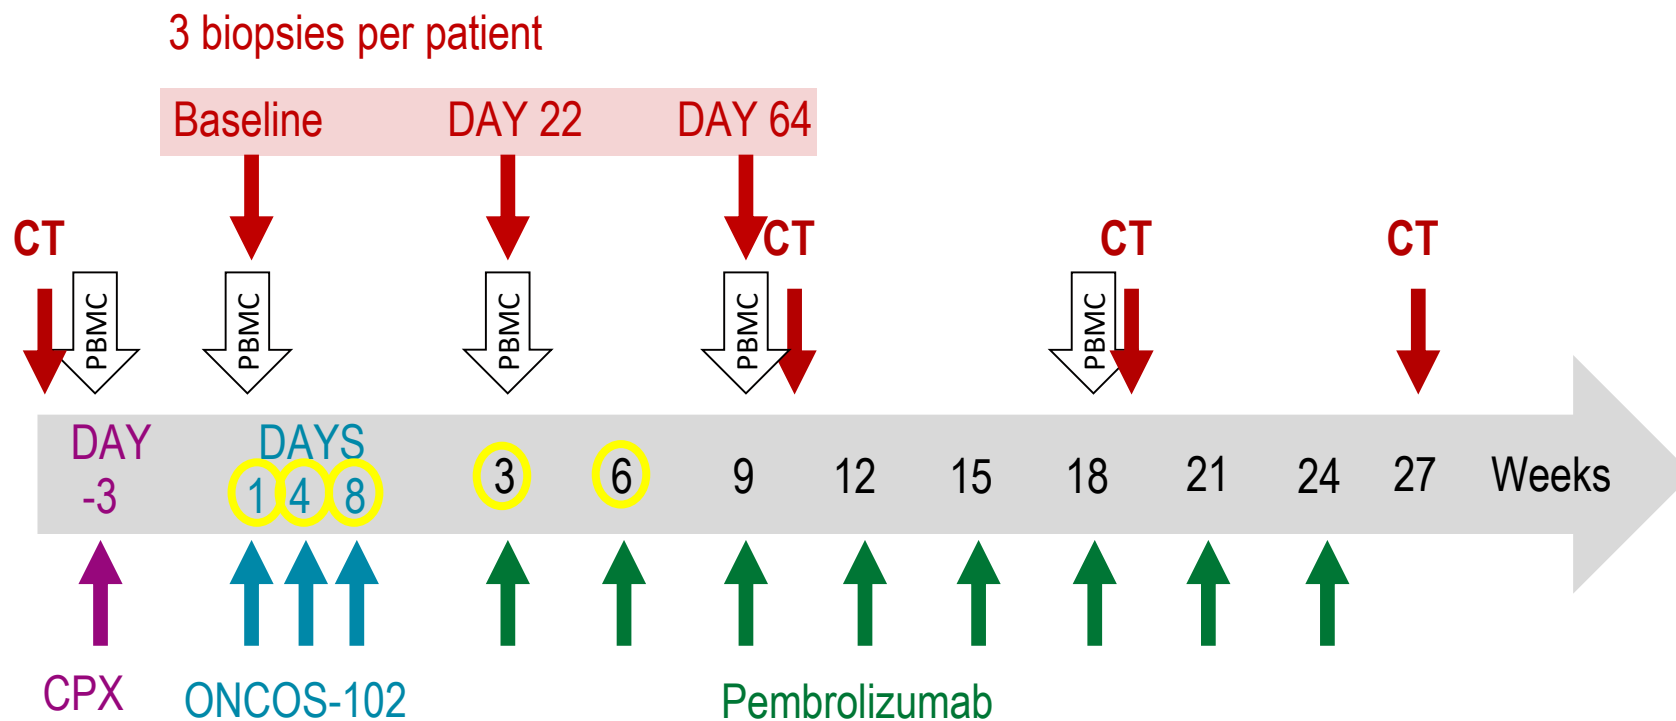 3 biopsies per patient
Baseline DAY 22 DAY 64
CT CT CT CT
PBMC PBMC PBMC PBMC PBMC
DAY DAYS
-3 1 4 8 3 6 9 12 15 18 21 24 27 Weeks
CPX ONCOS-102 Pembrolizumab